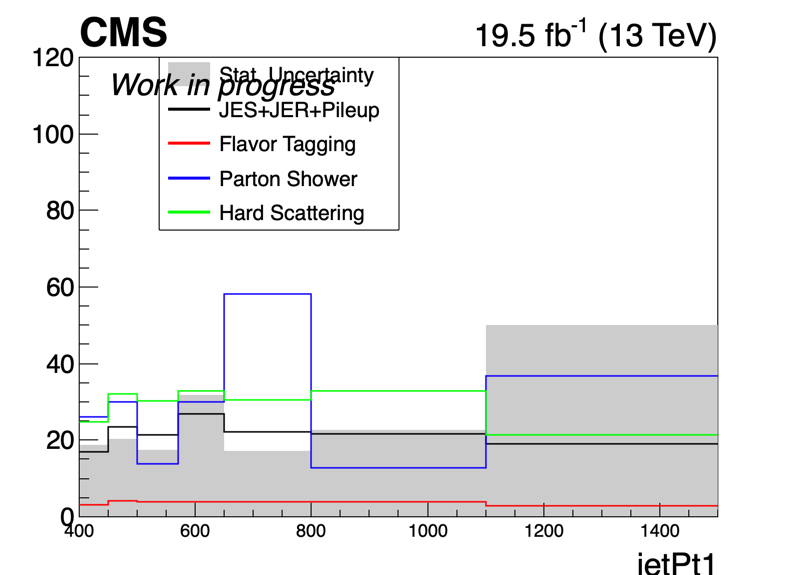 CMS 19.5 fb⁻¹ (13 TeV)
Work in progress
Stat. Uncertainty
JES+JER+Pileup
Flavor Tagging
Parton Shower
Hard Scattering
120
100
80
60
40
20
0
400 600 800 1000 1200 1400
jetPt1